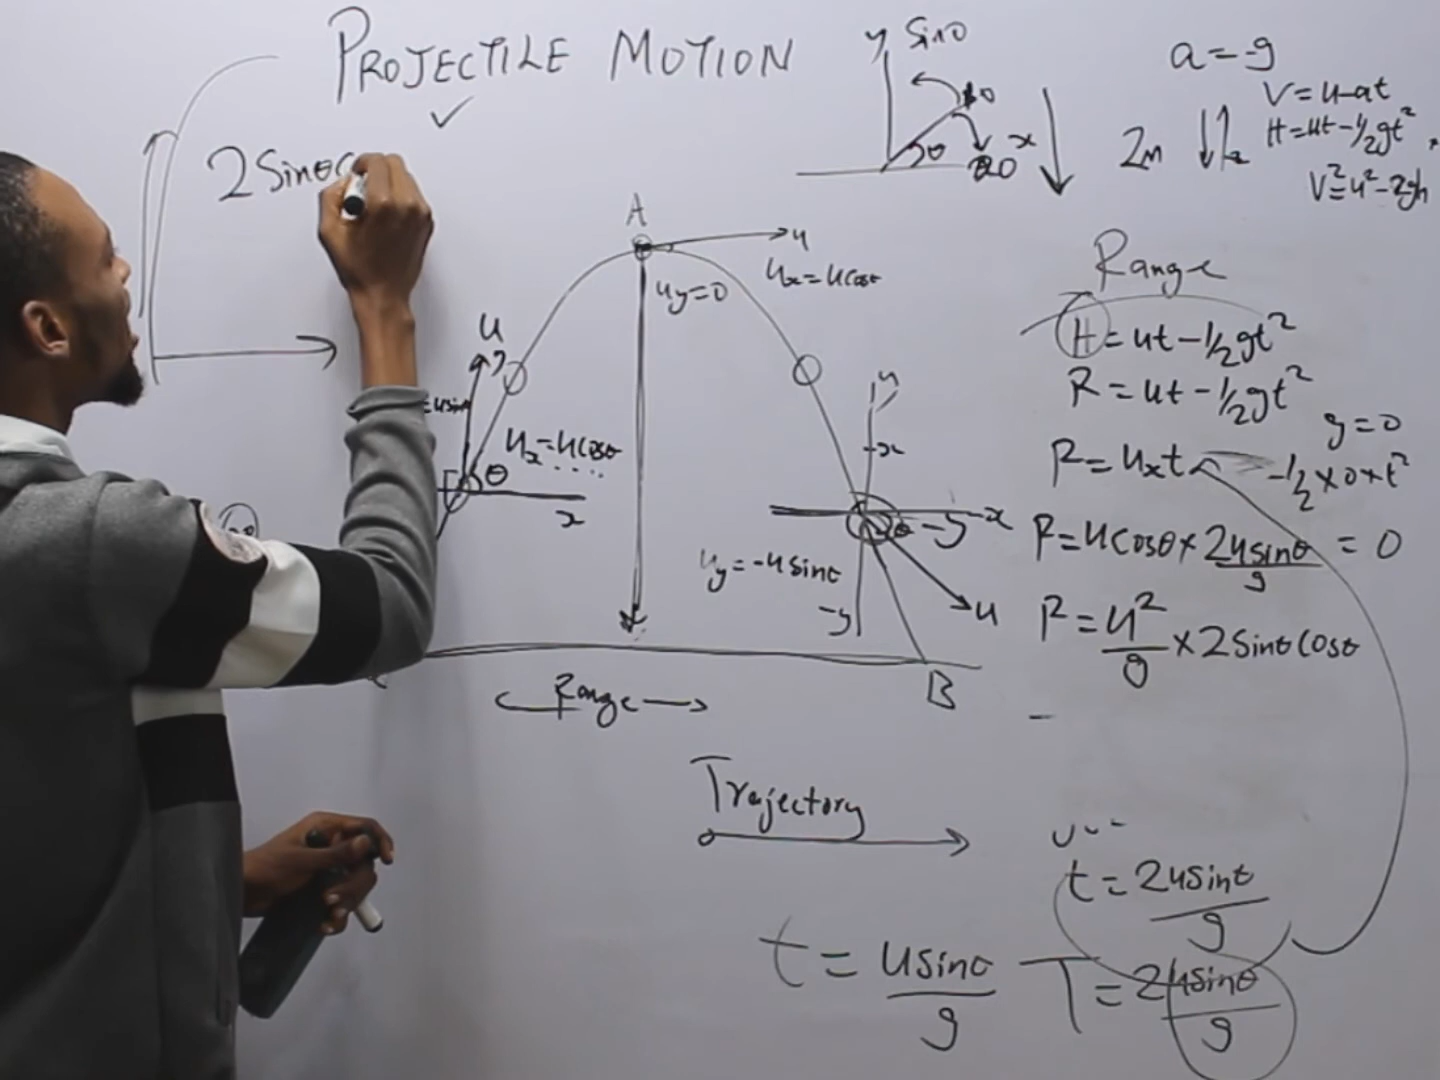 PROJECTILE MOTION
y sinθ
θ
x
a = -g
V = u - at
2m
H = ut - 1/2gt²
V² = u² - 2gh
2Sinθ
A
u
Ux = ucosθ
uy = 0
u
y
= usin
Ux = ucosθ
θ
x
Range
H = ut - 1/2gt²
R = ut - 1/2gt²
g = 0
R = uxt
-1/2 × 0 × t²
y
-x
x
θ
-y
uy = -usinθ
-y
u
R = ucosθ × 2usinθ/g = 0
R = u²/g × 2sinθcosθ
Range
B
Trajectory
t = 2usinθ/g
t = usinθ/g
T = 2usinθ/g